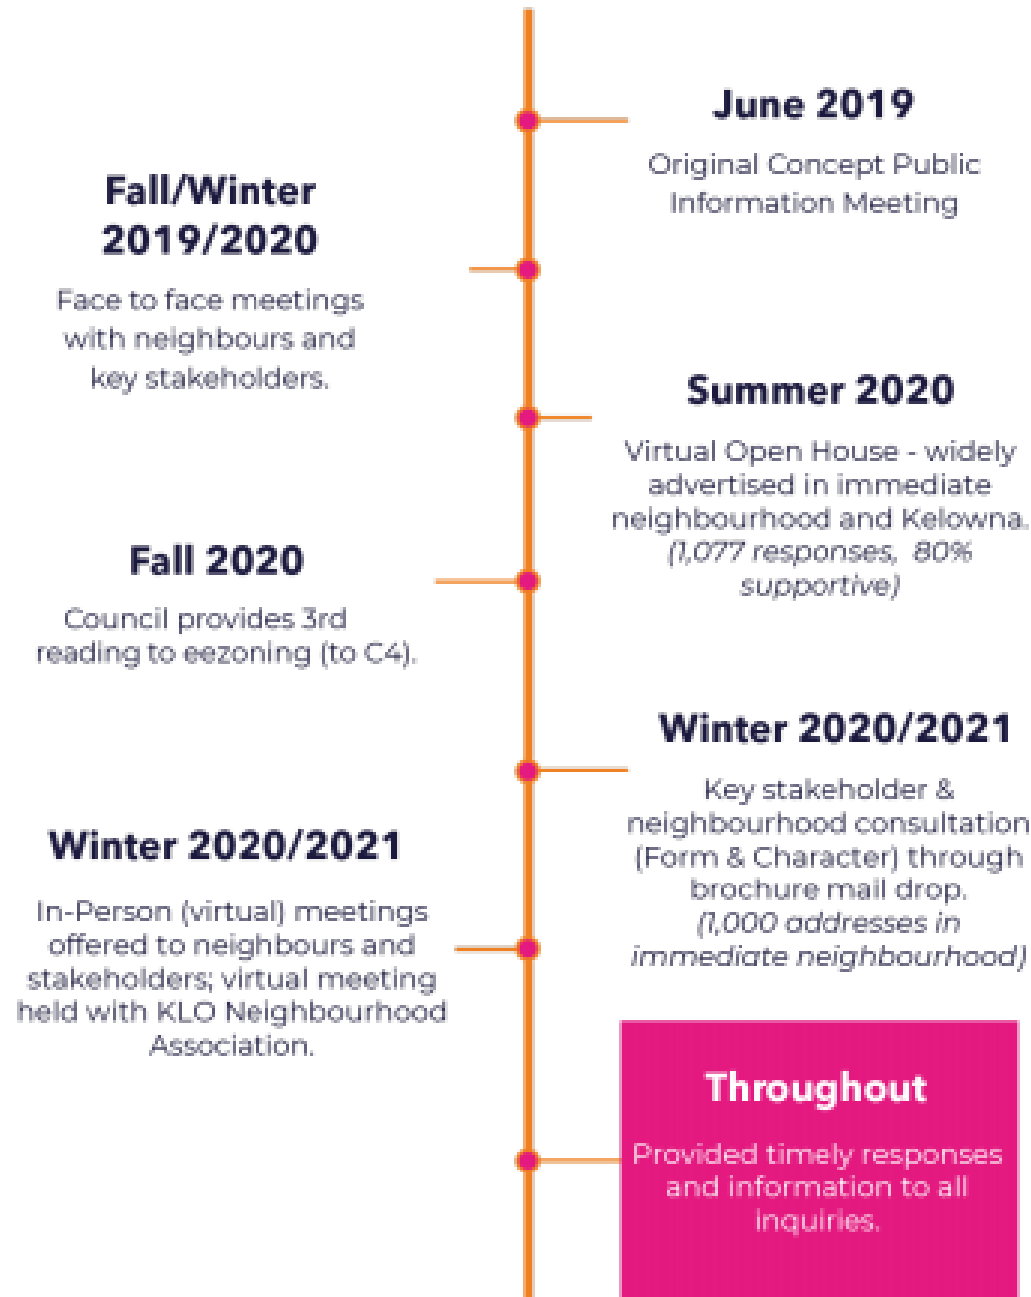 June 2019
Original Concept Public
Information Meeting
Fall/Winter
2019/2020
Face to face meetings
with neighbours and
key stakeholders.
Summer 2020
Virtual Open House - widely
advertised in immediate
neighbourhood and Kelowna.
(1,077 responses, 80%
supportive)
Fall 2020
Council provides 3rd
reading to eezoning (to C4).
Winter 2020/2021
Key stakeholder &
neighbourhood consultation
(Form & Character) through
brochure mail drop.
(1,000 addresses in
immediate neighbourhood)
Winter 2020/2021
In-Person (virtual) meetings
offered to neighbours and
stakeholders; virtual meeting
held with KLO Neighbourhood
Association.
Throughout
Provided timely responses
and information to all
inquiries.